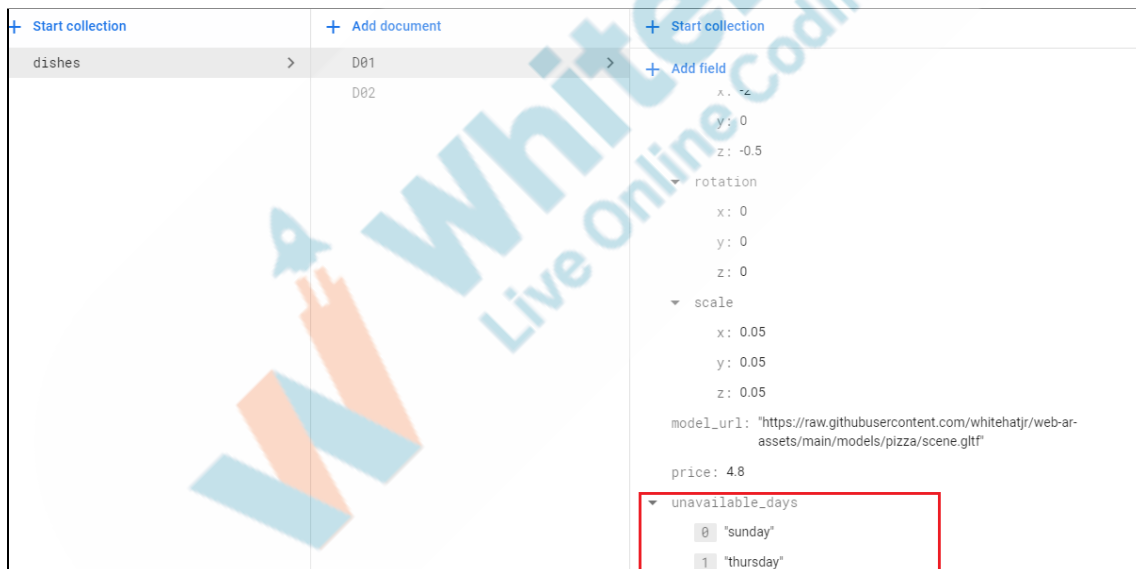 + Start collection
+ Add document
+ Start collection
dishes
D01
D02
+ Add field
x: -2
y: 0
z: -0.5
rotation
x: 0
y: 0
z: 0
scale
x: 0.05
y: 0.05
z: 0.05
model_url: "https://raw.githubusercontent.com/whitehatjr/web-ar-
assets/main/models/pizza/scene.gltf"
price: 4.8
unavailable_days
0 "sunday"
1 "thursday"
Live Online